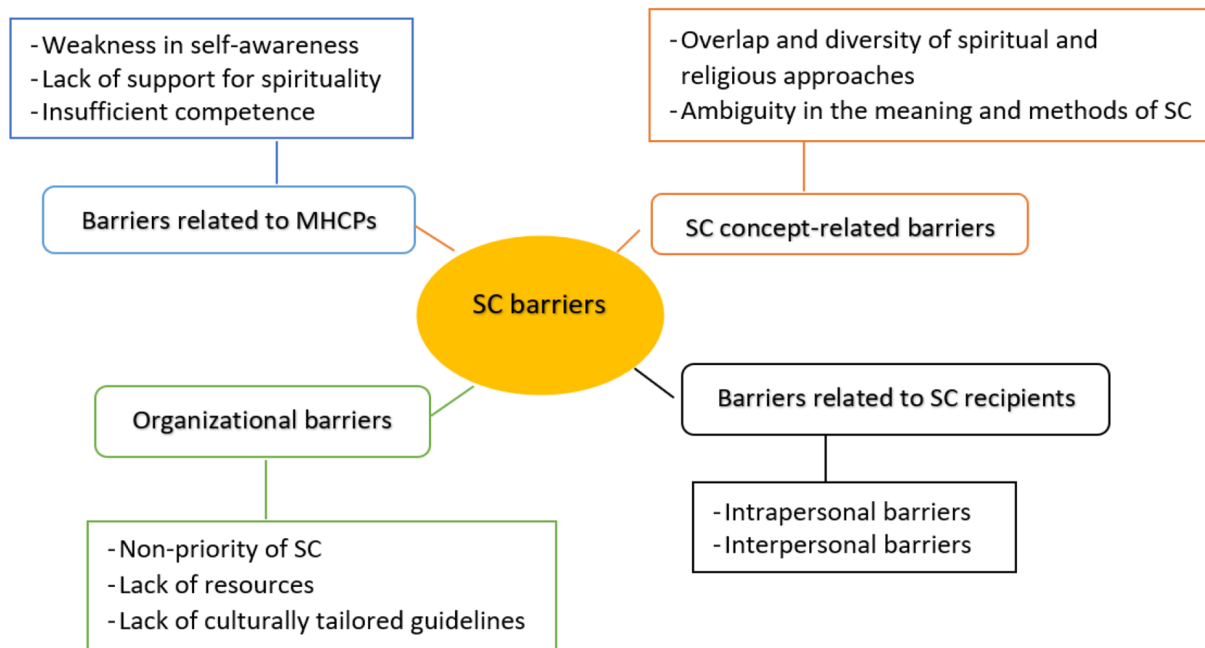 -Weakness in self-awareness
-Lack of support for spirituality
-Insufficient competence
Barriers related to MHCPs
-Overlap and diversity of spiritual and
religious approaches
-Ambiguity in the meaning and methods of SC
SC concept-related barriers
SC barriers
Organizational barriers
-Non-priority of SC
-Lack of resources
-Lack of culturally tailored guidelines
Barriers related to SC recipients
-Intrapersonal barriers
-Interpersonal barriers